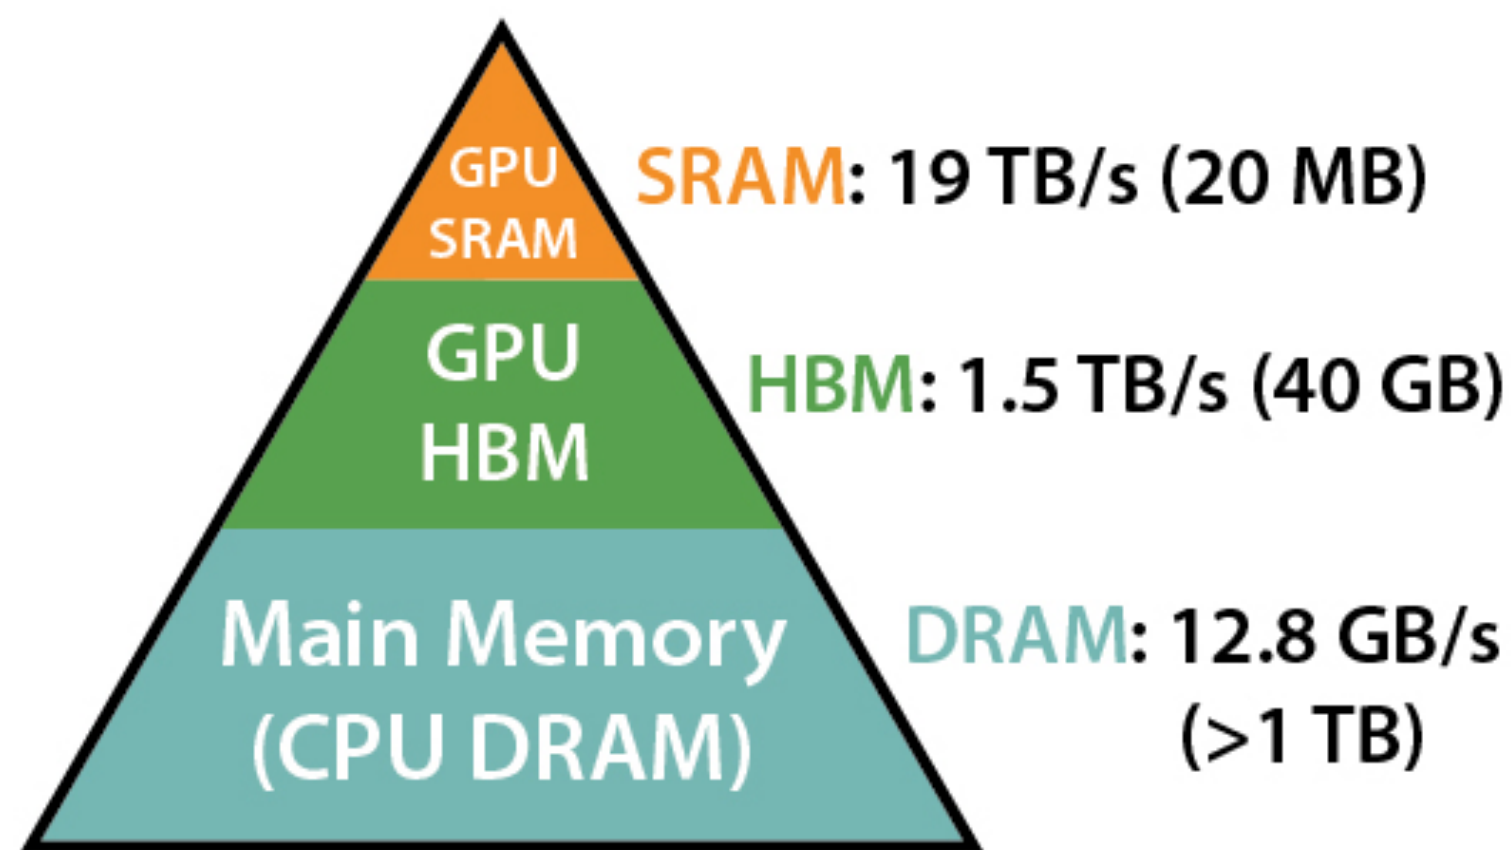 GPU
SRAM
SRAM: 19 TB/s (20 MB)
GPU
HBM
HBM: 1.5 TB/s (40 GB)
Main Memory
(CPU DRAM)
DRAM: 12.8 GB/s
(>1 TB)